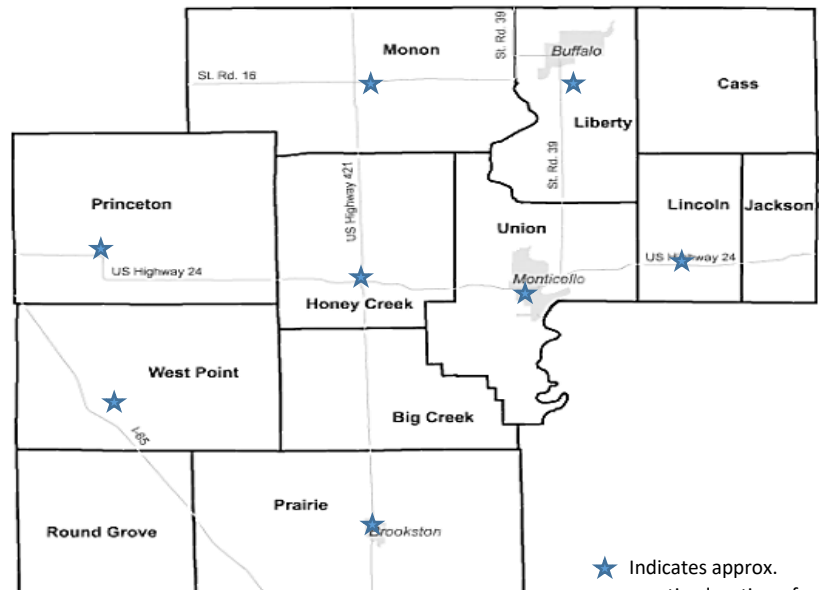 St. Rd. 39
Monon
Buffalo
St. Rd. 16
Cass
Liberty
US Highway 421
St. Rd. 39
Princeton
Lincoln
Jackson
Union
US Highway 24
US Highway 24
Monticello
Honey Creek
West Point
Big Creek
I-65
Prairie
Round Grove
Brookston
Indicates approx.